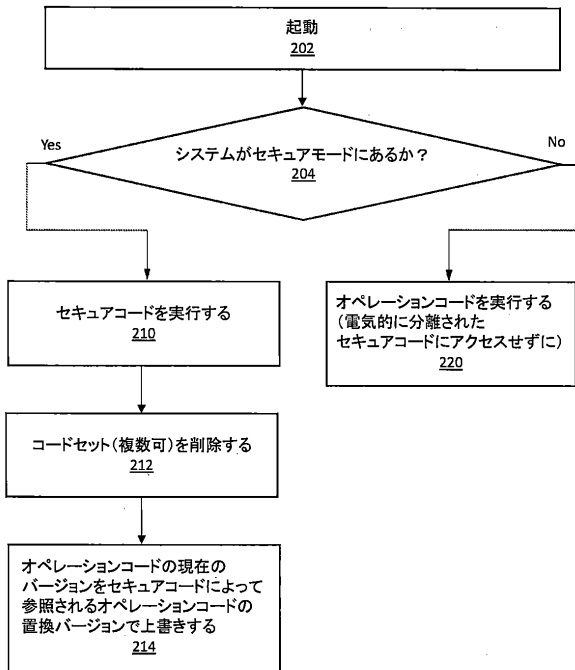 起動
202
Yes
システムがセキュアモードにあるか？
204
No
セキュアコードを実行する
210
オペレーションコードを実行する
（電気的に分離された
セキュアコードにアクセスせずに）
220
コードセット（複数可）を削除する
212
オペレーションコードの現在の
バージョンをセキュアコードによって
参照されるオペレーションコードの
置換バージョンで上書きする
214